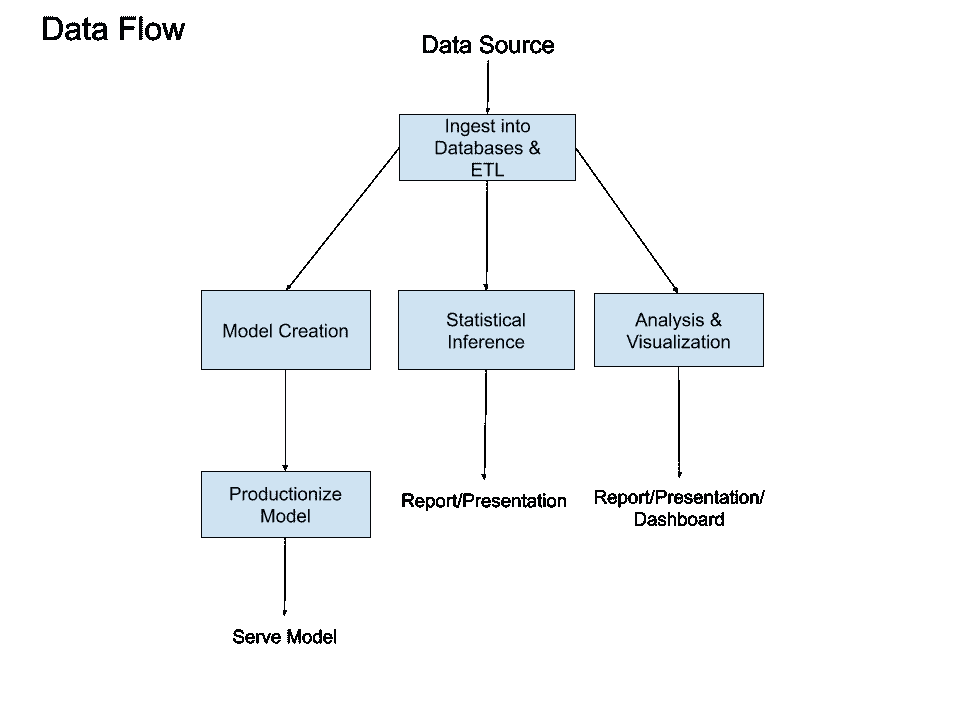 Data Flow
Data Source
Ingest into
Databases &
ETL
Model Creation
Statistical
Inference
Analysis &
Visualization
Productionize
Model
Report/Presentation
Report/Presentation/
Dashboard
Serve Model